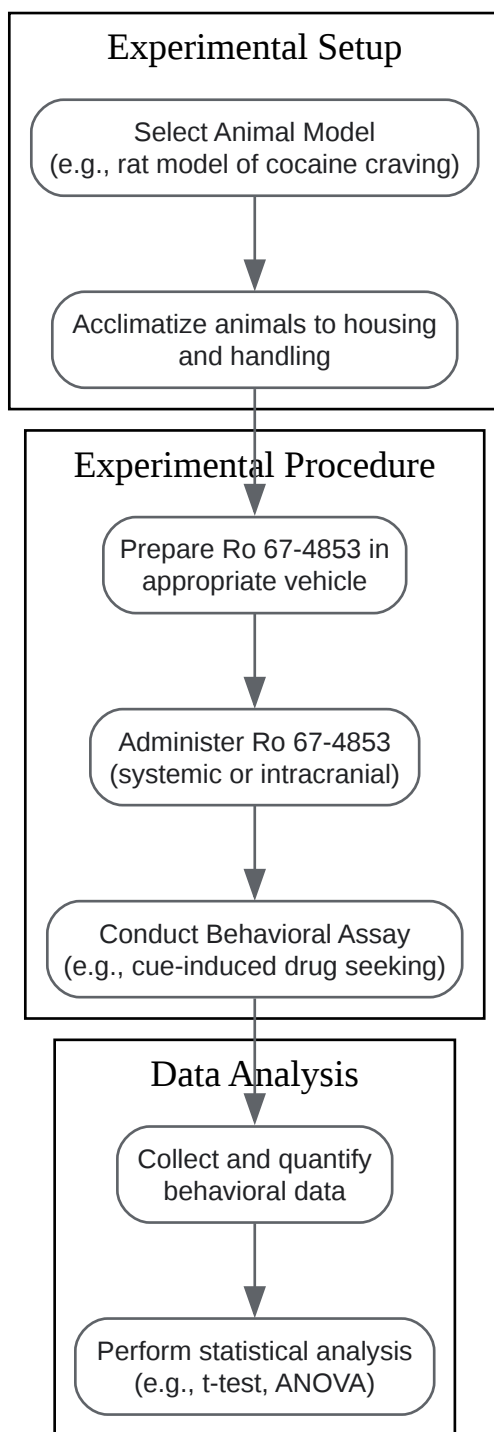 Experimental Setup
Select Animal Model
(e.g., rat model of cocaine craving)
Acclimatize animals to housing
and handling
Experimental Procedure
Prepare Ro 67-4853 in
appropriate vehicle
Administer Ro 67-4853
(systemic or intracranial)
Conduct Behavioral Assay
(e.g., cue-induced drug seeking)
Data Analysis
Collect and quantify
behavioral data
Perform statistical analysis
(e.g., t-test, ANOVA)